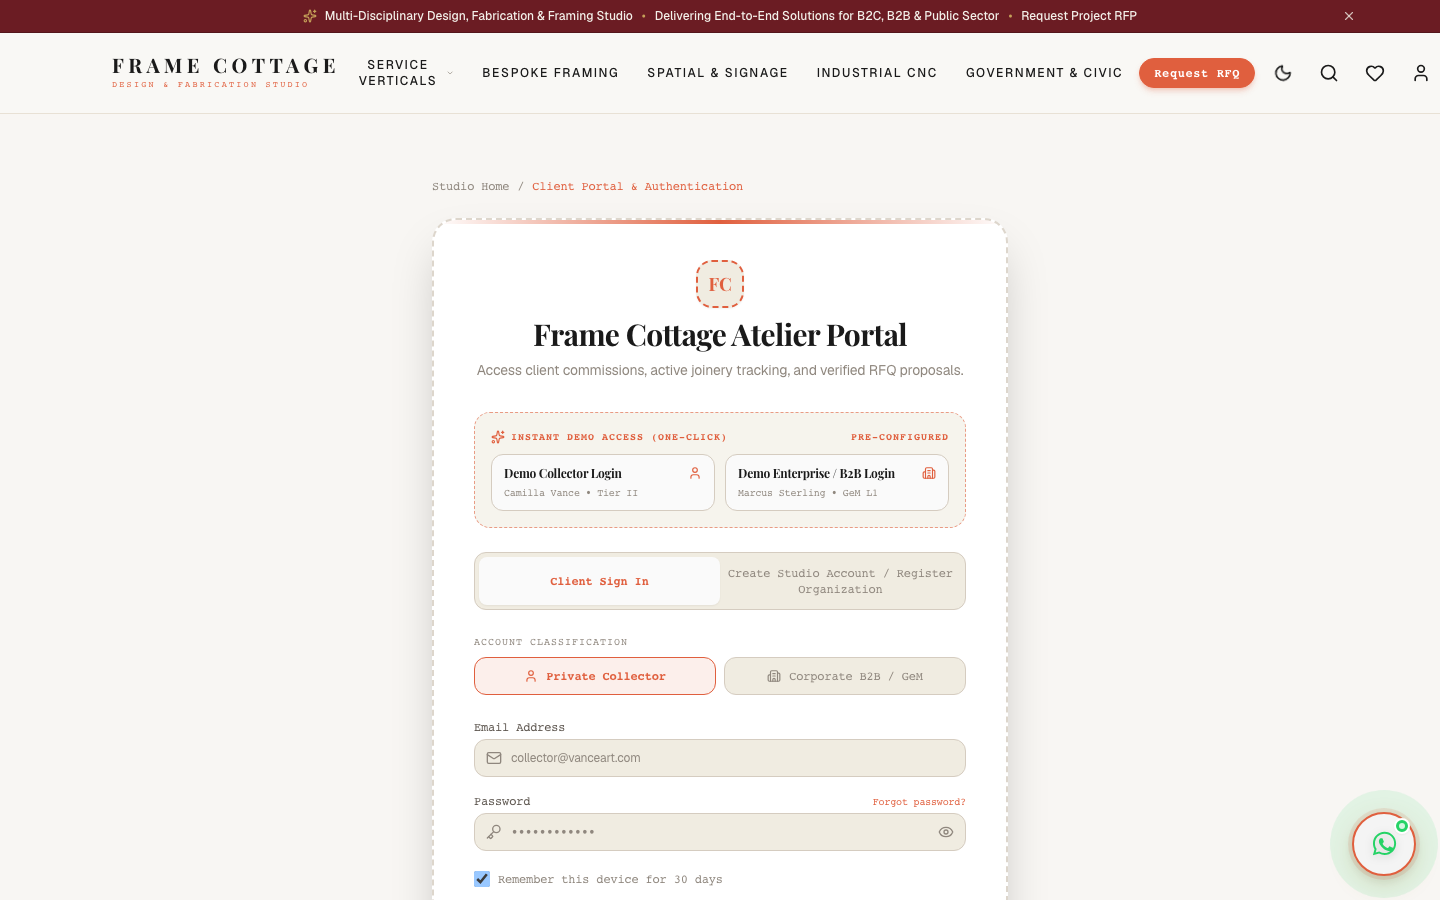 Multi-Disciplinary Design, Fabrication & Framing Studio • Delivering End-to-End Solutions for B2C, B2B & Public Sector • Request Project RFP
FRAME COTTAGE
DESIGN & FABRICATION STUDIO
SERVICE
VERTICALS
BESPOKE FRAMING
SPATIAL & SIGNAGE
INDUSTRIAL CNC
GOVERNMENT & CIVIC
Request RFQ
Studio Home / Client Portal & Authentication
FC
Frame Cottage Atelier Portal
Access client commissions, active joinery tracking, and verified RFQ proposals.
INSTANT DEMO ACCESS (ONE-CLICK)
PRE-CONFIGURED
Demo Collector Login
Camilla Vance • Tier II
Demo Enterprise / B2B Login
Marcus Sterling • GeM L1
Client Sign In
Create Studio Account / Register
Organization
ACCOUNT CLASSIFICATION
Private Collector
Corporate B2B / GeM
Email Address
collector@vanceart.com
Password
Forgot password?
••••••••••••
Remember this device for 30 days